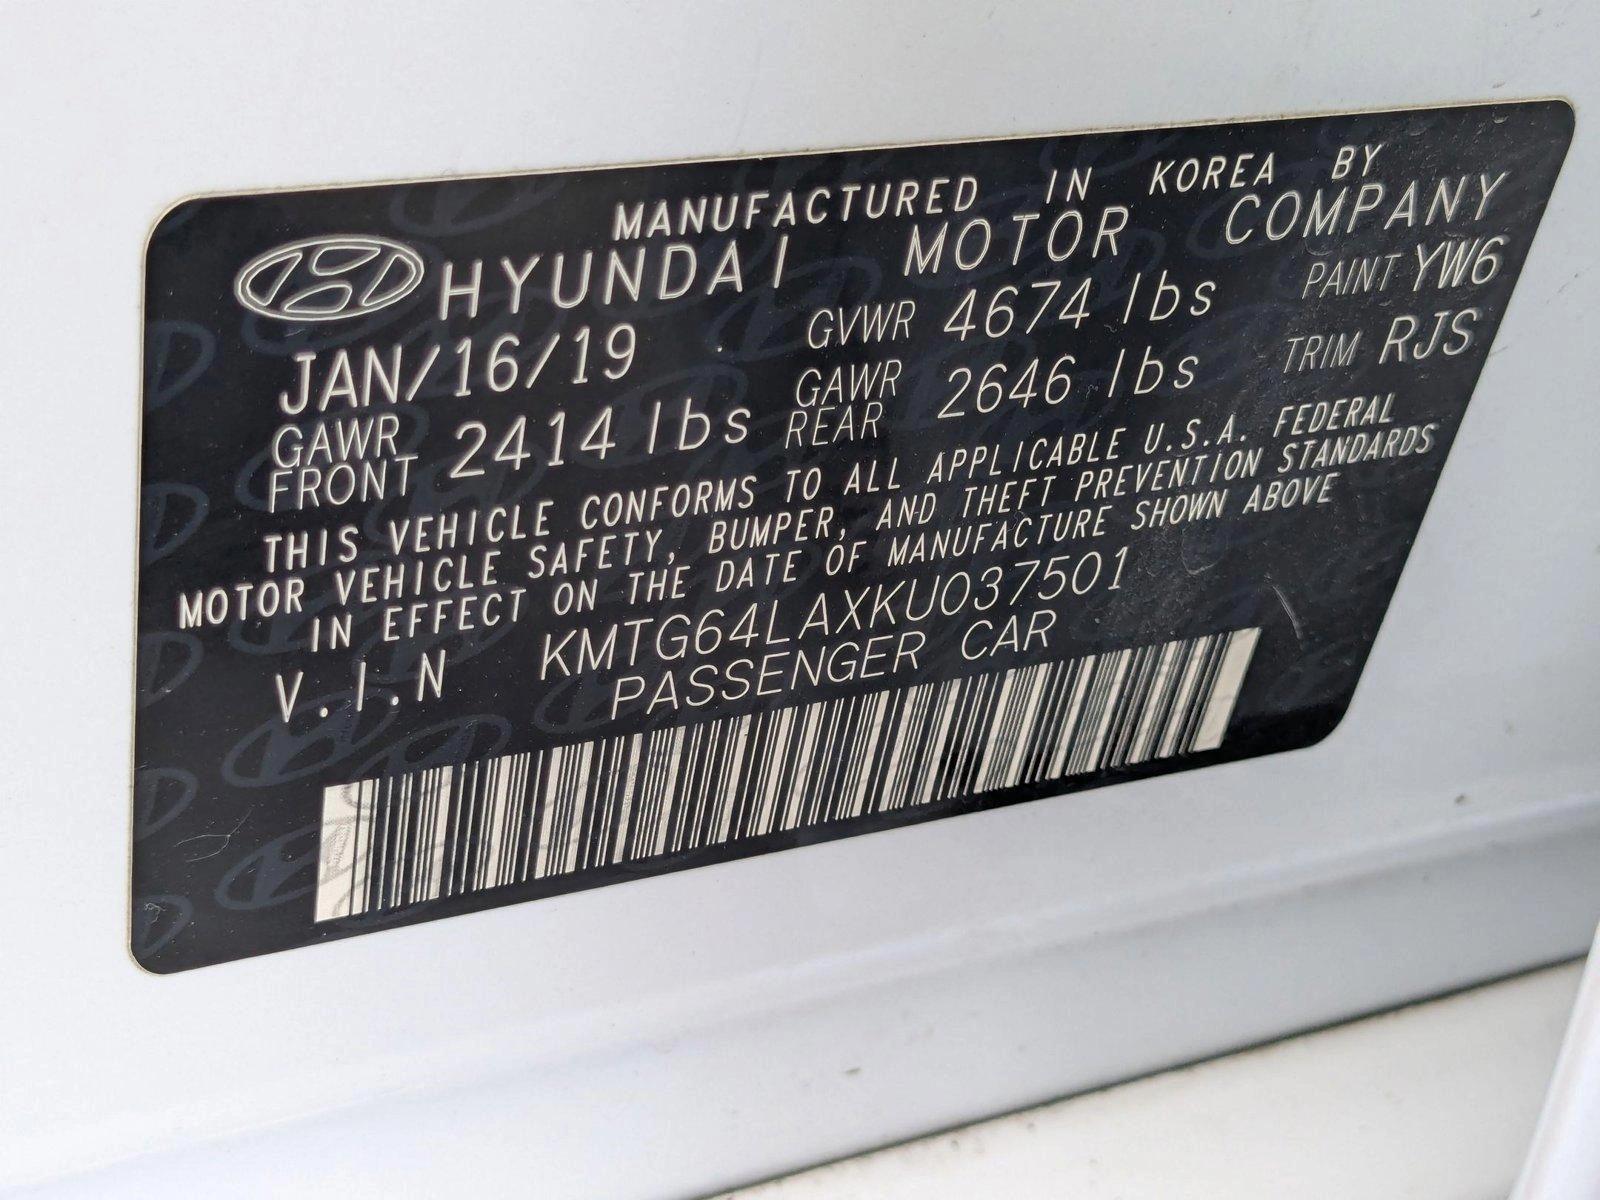 MANUFACTURED IN KOREA BY
HYUNDAI MOTOR COMPANY
JAN/16/19 GVWR 4674 lbs PAINT YW6
GAWR FRONT 2414 lbs GAWR REAR 2646 lbs TRIM RJS
THIS VEHICLE CONFORMS TO ALL APPLICABLE U.S.A. FEDERAL
MOTOR VEHICLE SAFETY, BUMPER, AND THEFT PREVENTION STANDARDS
IN EFFECT ON THE DATE OF MANUFACTURE SHOWN ABOVE
V.I.N KMTG64LAXKU037501
PASSENGER CAR